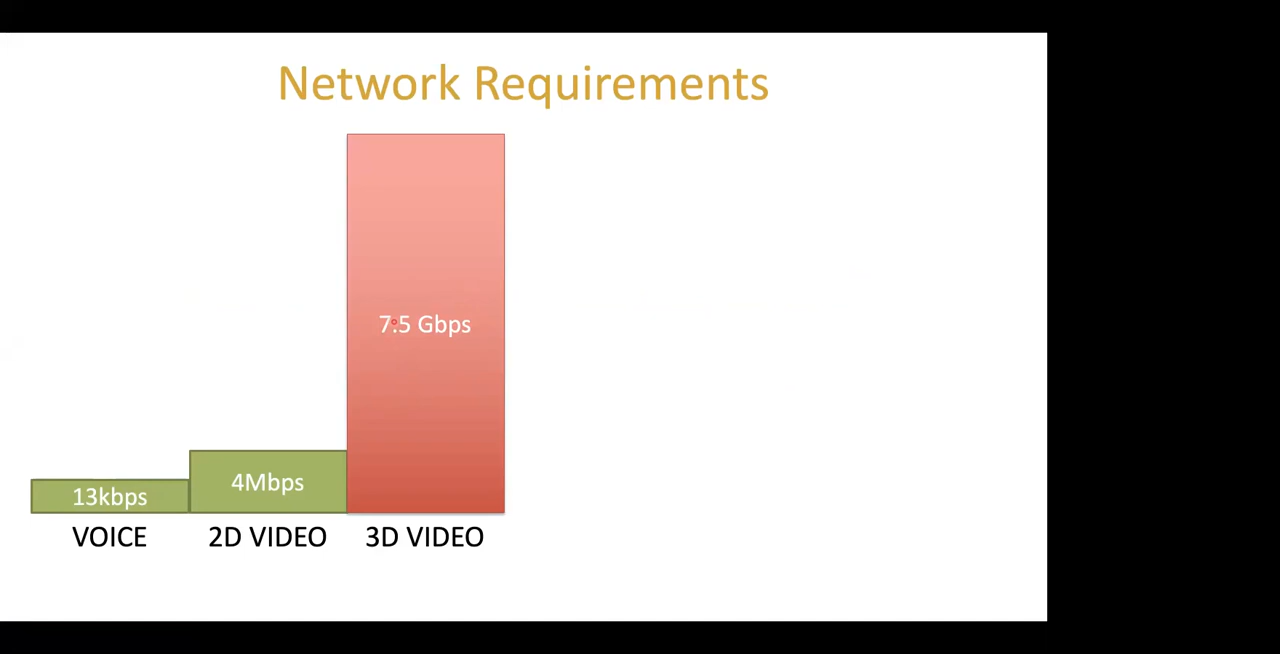 Network Requirements
7.5 Gbps
4Mbps
13kbps
VOICE
2D VIDEO
3D VIDEO